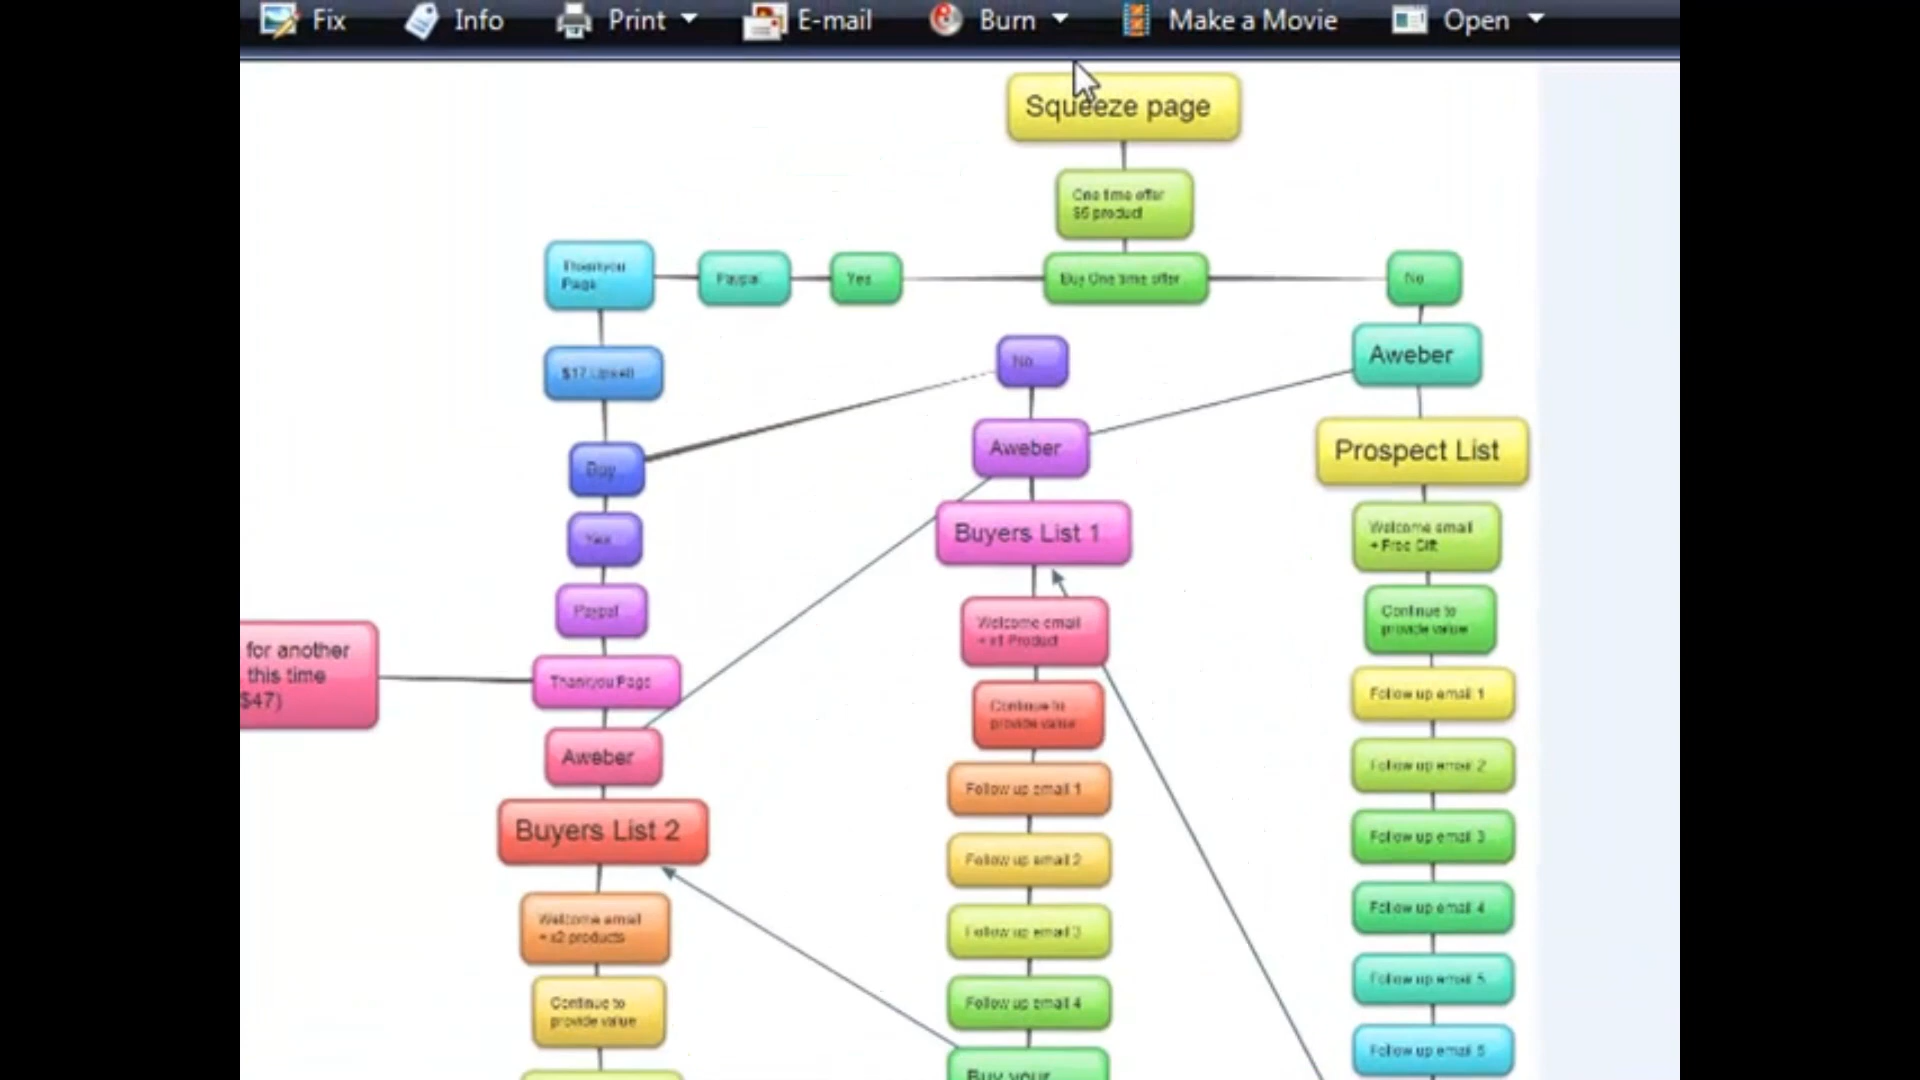 Fix
Info
Print
E-mail
Burn
Make a Movie
Open
Squeeze page
One time offer
$5 product
Thankyou
Page
Paypal
Yes
Buy One time offer
No
No
Aweber
$17 Upsell
Aweber
Prospect List
Buy
Buyers List 1
Welcome email
+ Free Gift
Yes
Paypal
Welcome email
+ x1 Product
Continue to
provide value
for another
this time
$47)
Thankyou Page
Follow up email 1
Continue to
provide value
Aweber
Follow up email 2
Follow up email 1
Buyers List 2
Follow up email 3
Follow up email 2
Welcome email
+ x2 products
Follow up email 4
Follow up email 3
Continue to
provide value
Follow up email 5
Follow up email 4
Follow up email 5
Buy your